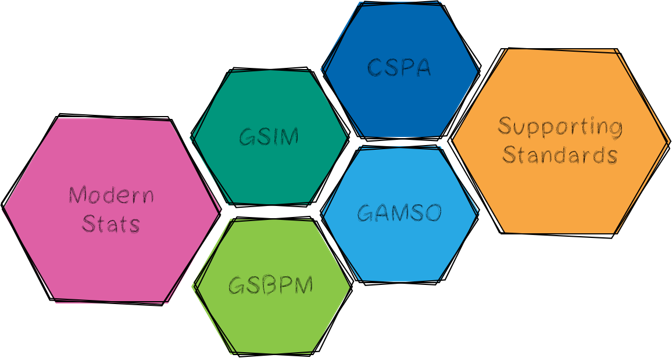 CSPA
Supporting
Standards
GSIM
Modern
Stats
GAMSO
GSBPM